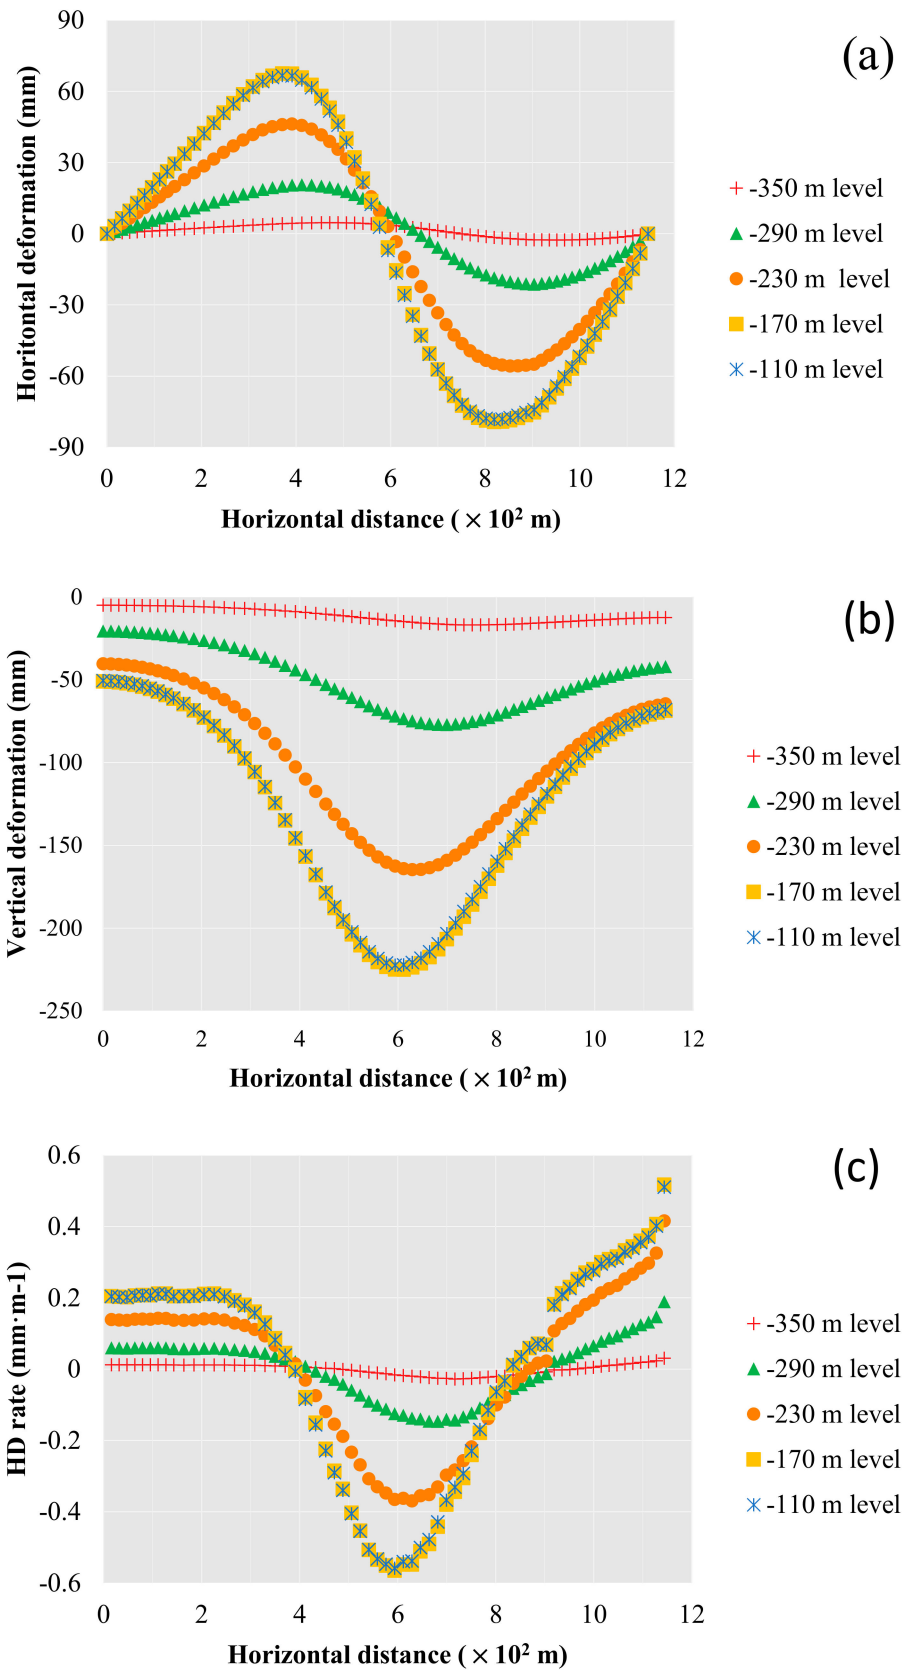 (a)
Horitontal deformation (mm)
90
60
30
0
-30
-60
-90
0 2 4 6 8 10 12
Horizontal distance ( × 10² m)
-350 m level
-290 m level
-230 m  level
-170 m level
-110 m level
(b)
Vertical deformation (mm)
0
-50
-100
-150
-200
-250
0 2 4 6 8 10 12
Horizontal distance ( × 10² m)
-350 m level
-290 m level
-230 m level
-170 m level
-110 m level
(c)
HD rate (mm·m-1)
0.6
0.4
0.2
0
-0.2
-0.4
-0.6
0 2 4 6 8 10 12
Horizontal distance ( × 10² m)
-350 m level
-290 m level
-230 m level
-170 m level
-110 m level